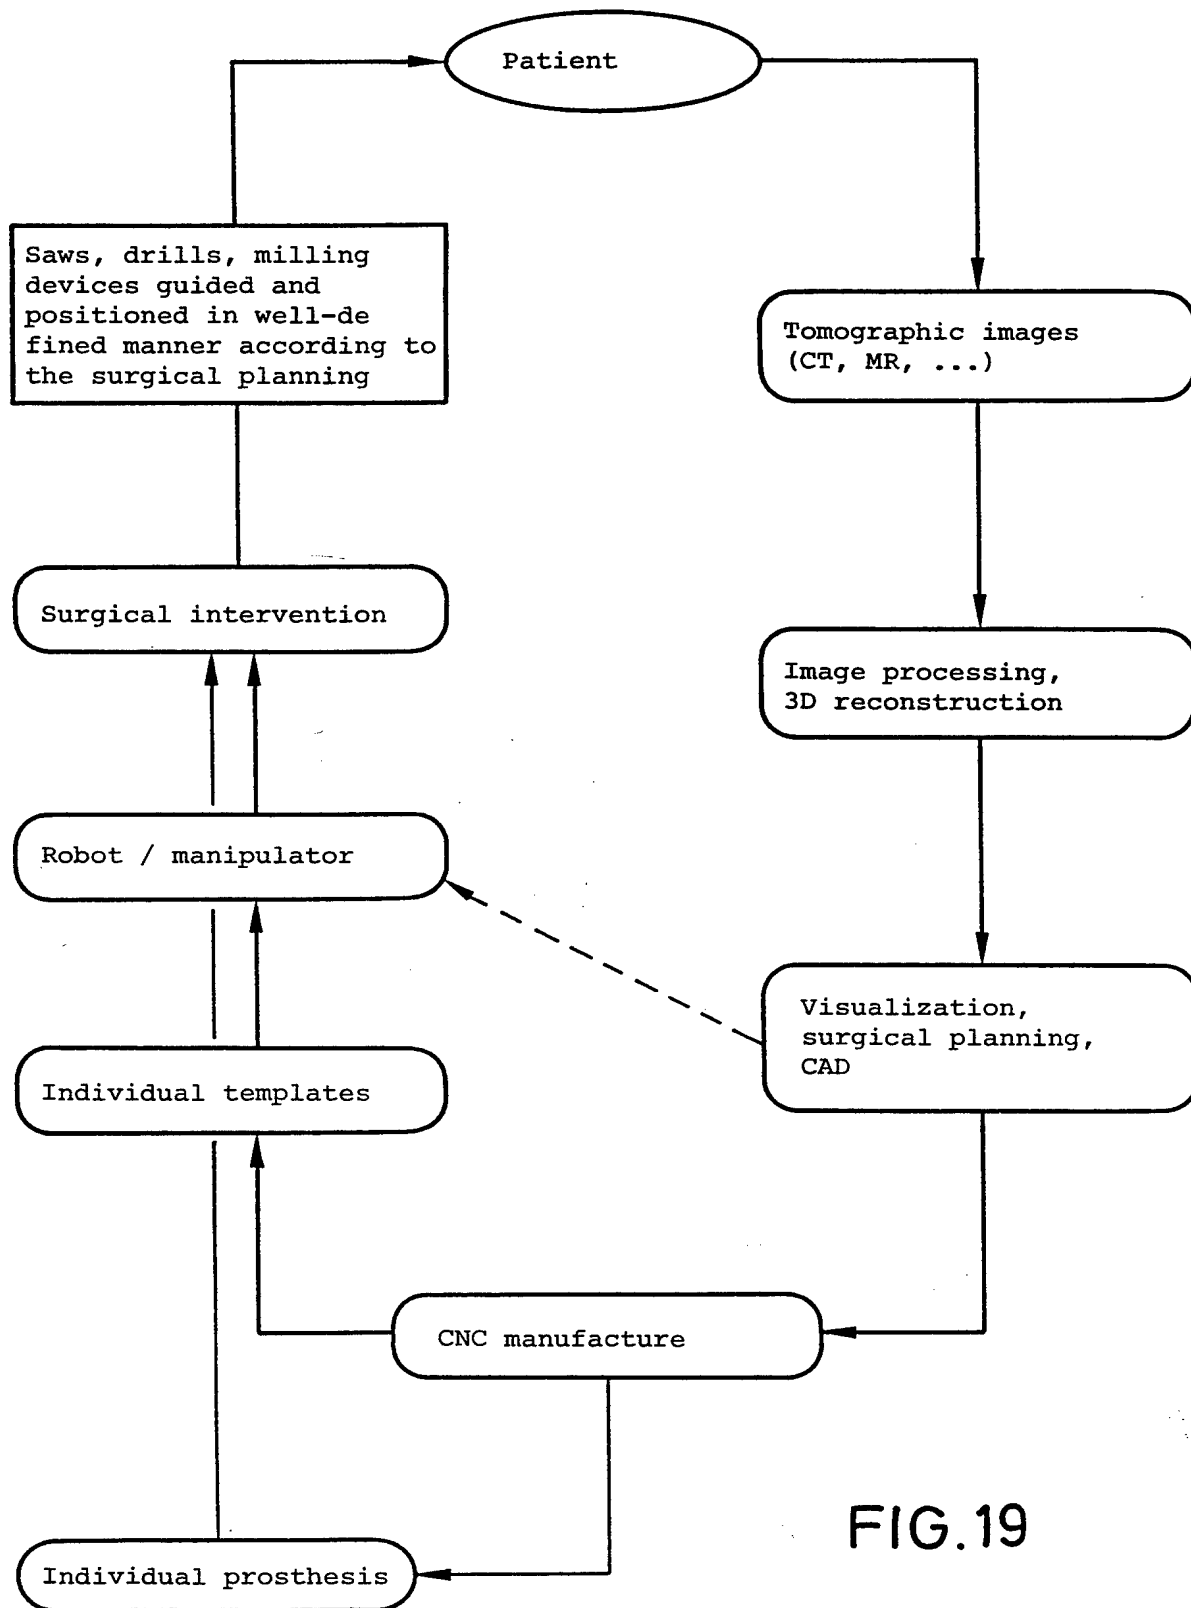 Patient
Saws, drills, milling
devices guided and
positioned in well-de
fined manner according to
the surgical planning
Tomographic images
(CT, MR, ...)
Surgical intervention
Image processing,
3D reconstruction
Robot / manipulator
Visualization,
surgical planning,
CAD
Individual templates
CNC manufacture
Individual prosthesis
FIG.19